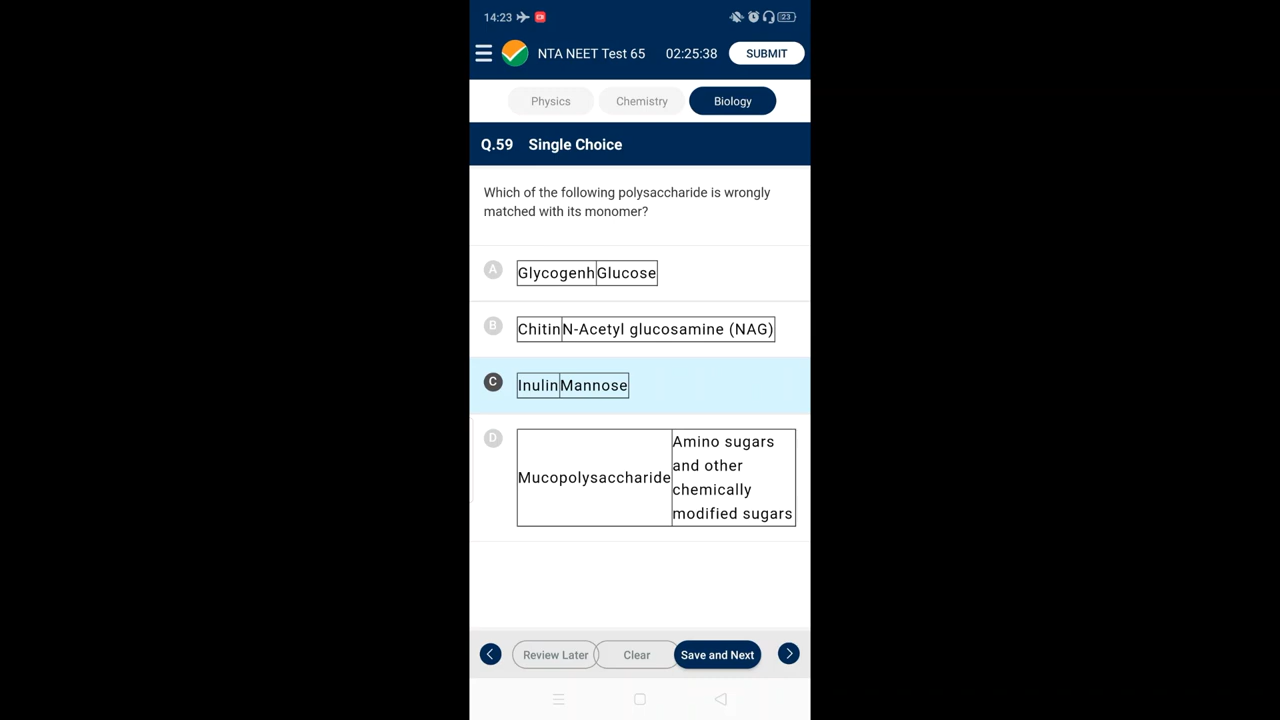 14:23
23
NTA NEET Test 65 02:25:38 SUBMIT
Physics Chemistry Biology
Q.59 Single Choice
Which of the following polysaccharide is wrongly
matched with its monomer?
A Glycogenh Glucose
B Chitin N-Acetyl glucosamine (NAG)
C Inulin Mannose
D Mucopolysaccharide Amino sugars
and other
chemically
modified sugars
Review Later Clear Save and Next